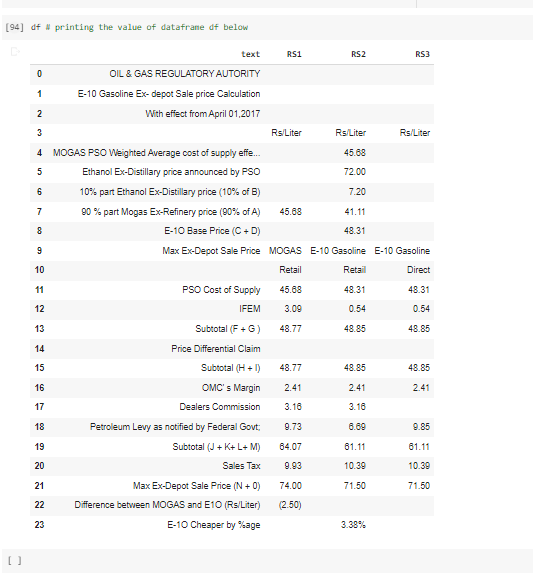 [94] df # printing the value of dataframe df below
text RS1 RS2 RS3
0 OIL & GAS REGULATORY AUTORITY
1 E-10 Gasoline Ex- depot Sale price Calculation
2 With effect from April 01,2017
3 Rs/Liter Rs/Liter Rs/Liter
4 MOGAS PSO Weighted Average cost of supply effe... 45.68
5 Ethanol Ex-Distillary price announced by PSO 72.00
6 10% part Ethanol Ex-Distillary price (10% of B) 7.20
7 90 % part Mogas Ex-Refinery price (90% of A) 45.68 41.11
8 E-1O Base Price (C + D) 48.31
9 Max Ex-Depot Sale Price MOGAS E-10 Gasoline E-10 Gasoline
10 Retail Retail Direct
11 PSO Cost of Supply 45.68 48.31 48.31
12 IFEM 3.09 0.54 0.54
13 Subtotal (F + G ) 48.77 48.85 48.85
14 Price Differential Claim
15 Subtotal (H + I) 48.77 48.85 48.85
16 OMC' s Margin 2.41 2.41 2.41
17 Dealers Commission 3.16 3.16
18 Petroleum Levy as notified by Federal Govt; 9.73 6.69 9.85
19 Subtotal (J + K+ L+ M) 64.07 61.11 61.11
20 Sales Tax 9.93 10.39 10.39
21 Max Ex-Depot Sale Price (N + 0) 74.00 71.50 71.50
22 Difference between MOGAS and E1O (Rs/Liter) (2.50)
23 E-1O Cheaper by %age 3.38%
[ ]